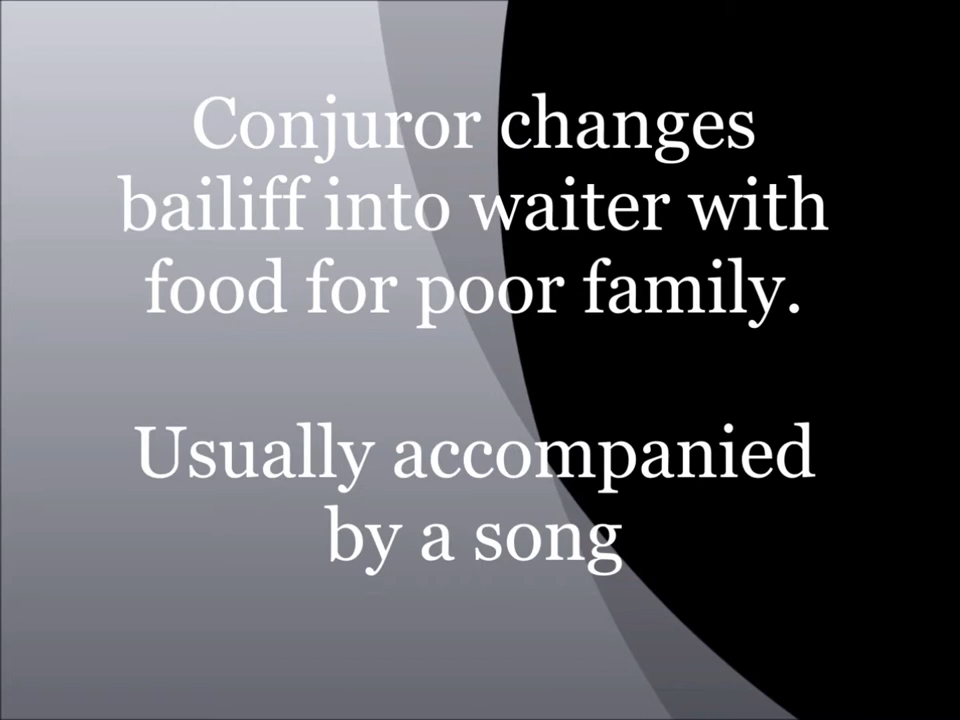 Conjuror changes
bailiff into waiter with
food for poor family.
Usually accompanied
by a song